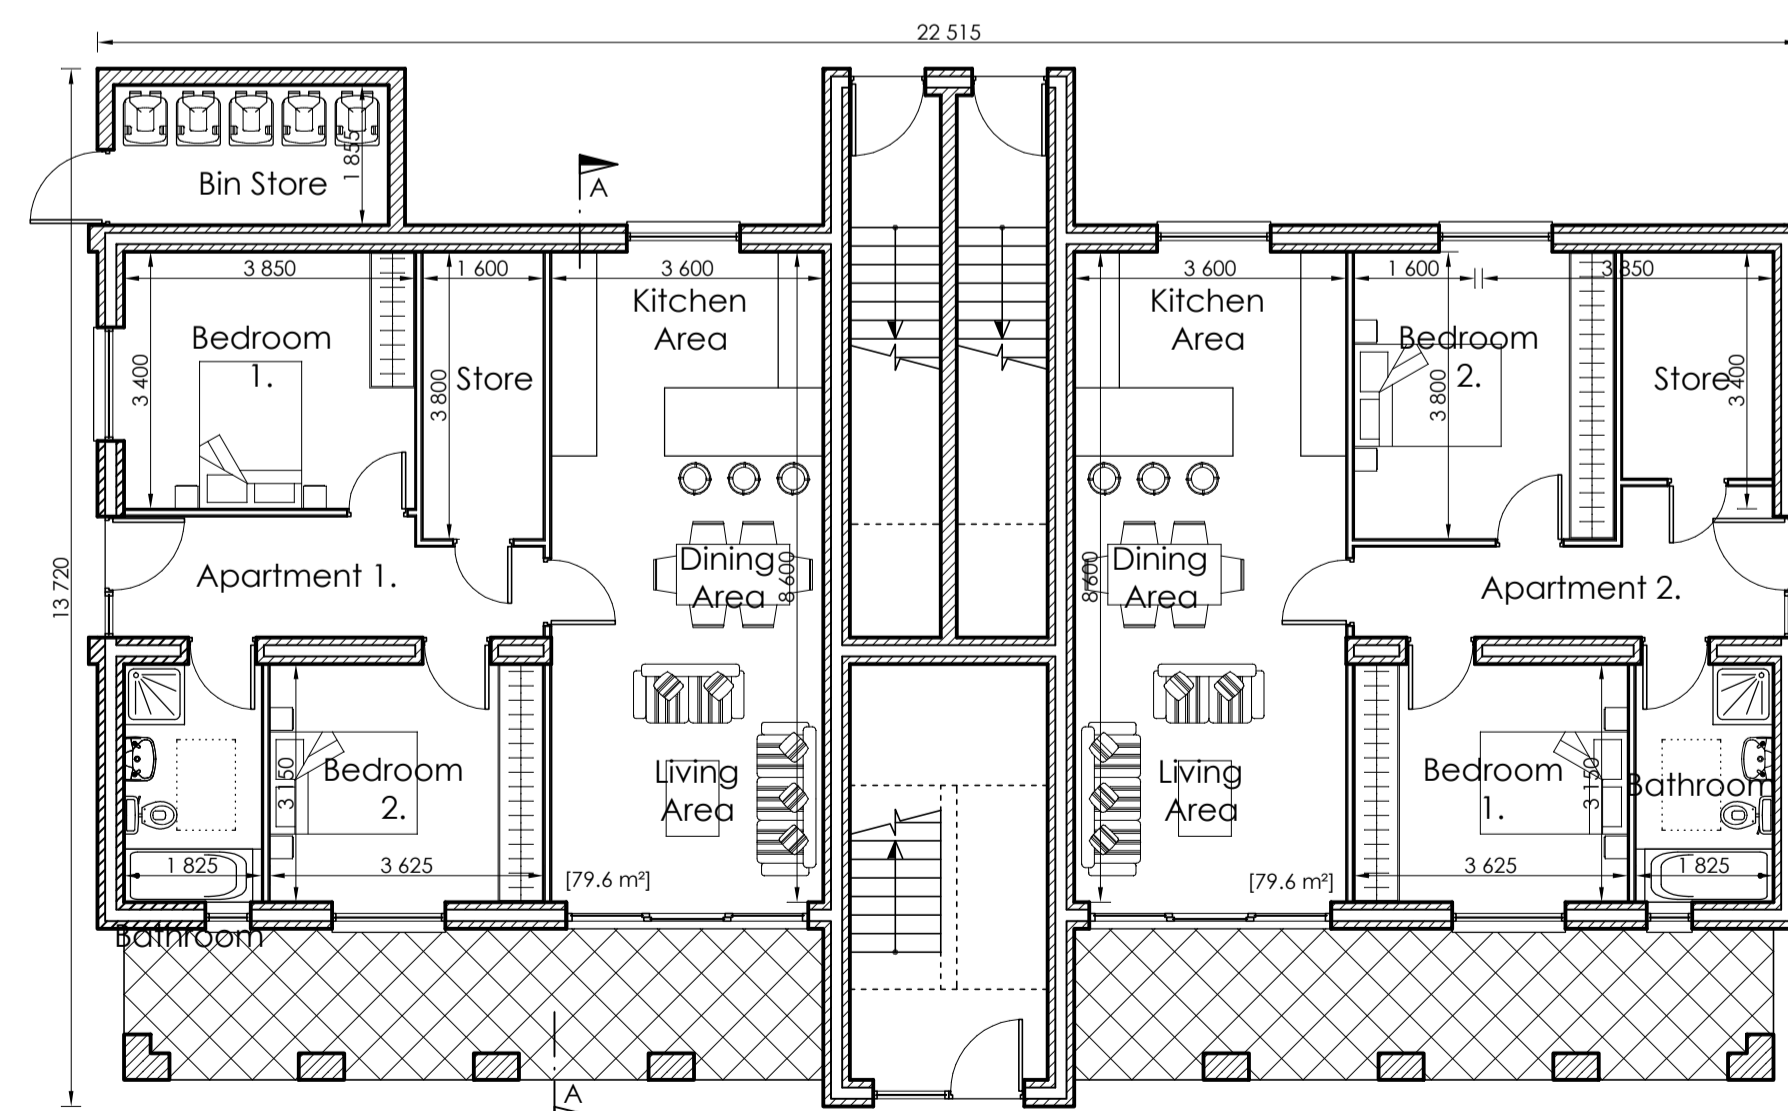 22 515
13 720
Bin Store
1 855
A
3 850
1 600
3 600
3 600
1 600
3 850
Kitchen
Area
Kitchen
Area
Bedroom
1.
3 400
Store
3 800
Bedroom
2.
3 800
Store
3 400
Dining
Area
8 600
8 600
Dining
Area
Apartment 1.
Apartment 2.
Bedroom
2.
3 150
Living
Area
Living
Area
Bedroom
1.
3 150
Bathroom
1 825
3 625
[79.6 m²]
[79.6 m²]
3 625
1 825
Bathroom
A